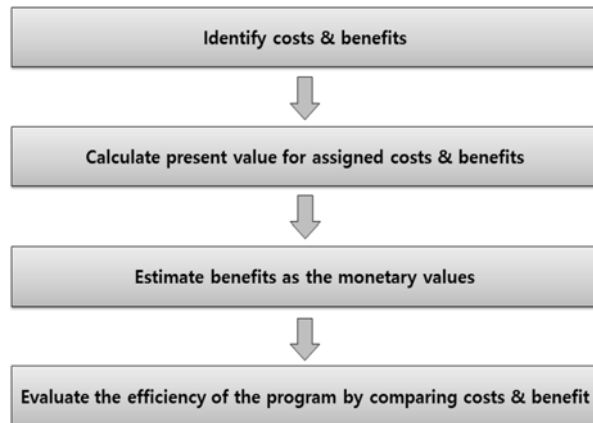 Identify costs & benefits
Calculate present value for assigned costs & benefits
Estimate benefits as the monetary values
Evaluate the efficiency of the program by comparing costs & benefit